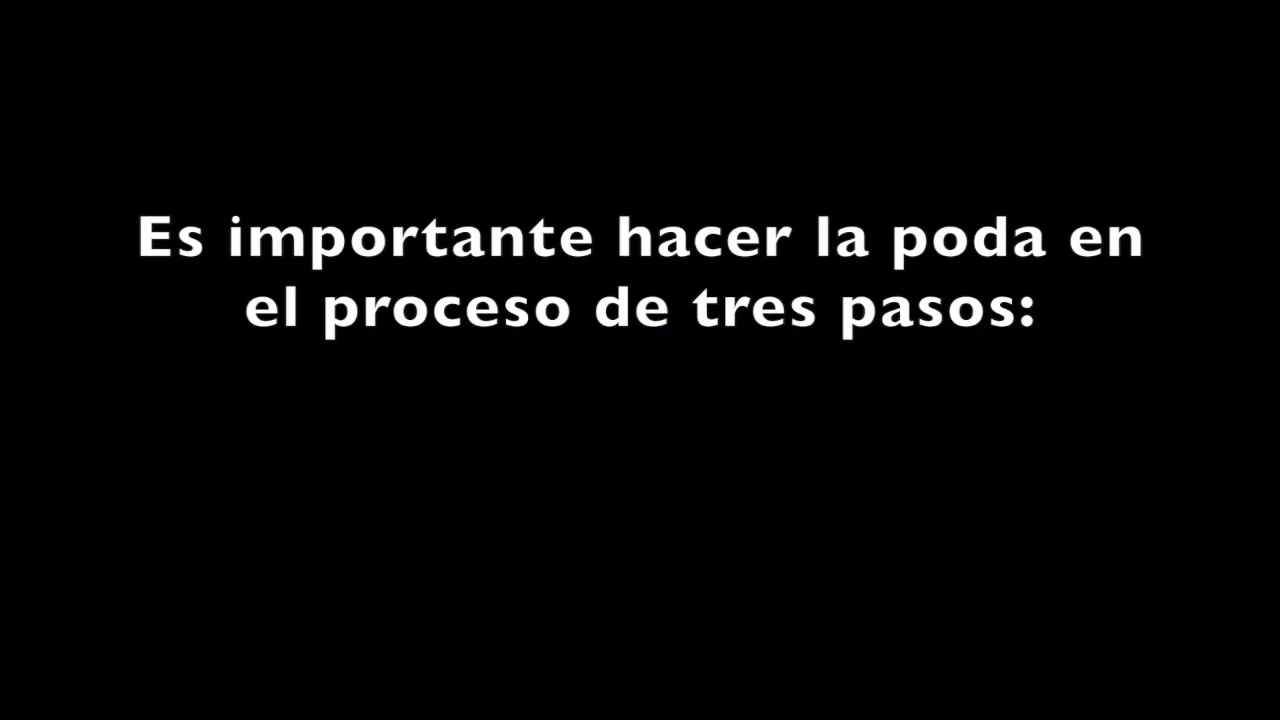 Es importante hacer la poda en
el proceso de tres pasos: